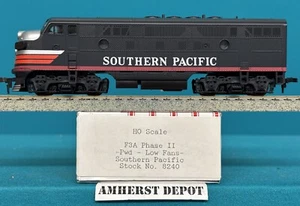 SOUTHERN PACIFIC
HO Scale
F3A Phase II
-Pwd - Low Fans-
Southern Pacific
Stock No. 8240
AMHERST DEPOT